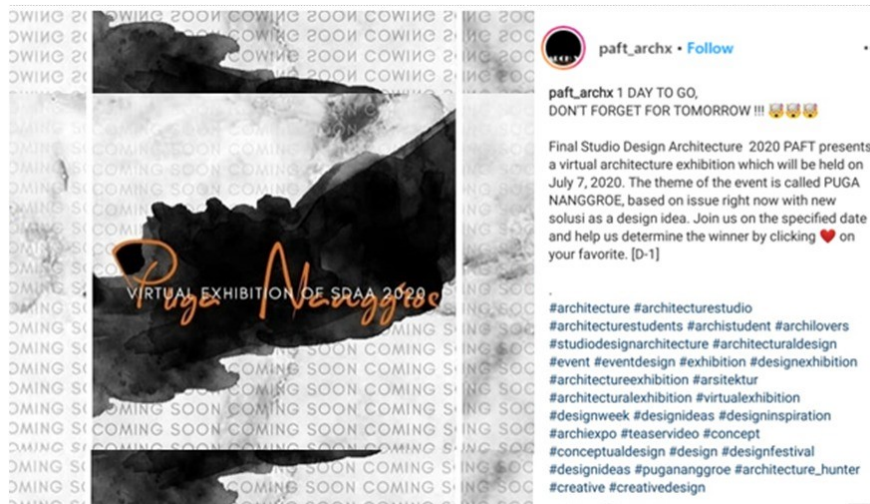 COMING SOON COMING SOON COMING SOON COMING SOON
Puga Nanggroe
VIRTUAL EXHIBITION OF SDAA 2020
paft_archx • Follow
paft_archx 1 DAY TO GO,
DON'T FORGET FOR TOMORROW !!! 🤯🤯🤯
Final Studio Design Architecture 2020 PAFT presents
a virtual architecture exhibition which will be held on
July 7, 2020. The theme of the event is called PUGA
NANGGROE, based on issue right now with new
solusi as a design idea. Join us on the specified date
and help us determine the winner by clicking ❤️ on
your favorite. [D-1]
.
#architecture #architecturestudio
#architecturestudents #archistudent #archilovers
#studiodesignarchitecture #architecturaldesign
#event #eventdesign #exhibition #designexhibition
#architectureexhibition #arsitektur
#architecturalexhibition #virtualexhibition
#designweek #designideas #designinspiration
#archiexpo #teaservideo #concept
#conceptualdesign #design #designfestival
#designideas #pugananggroe #architecture_hunter
#creative #creativedesign